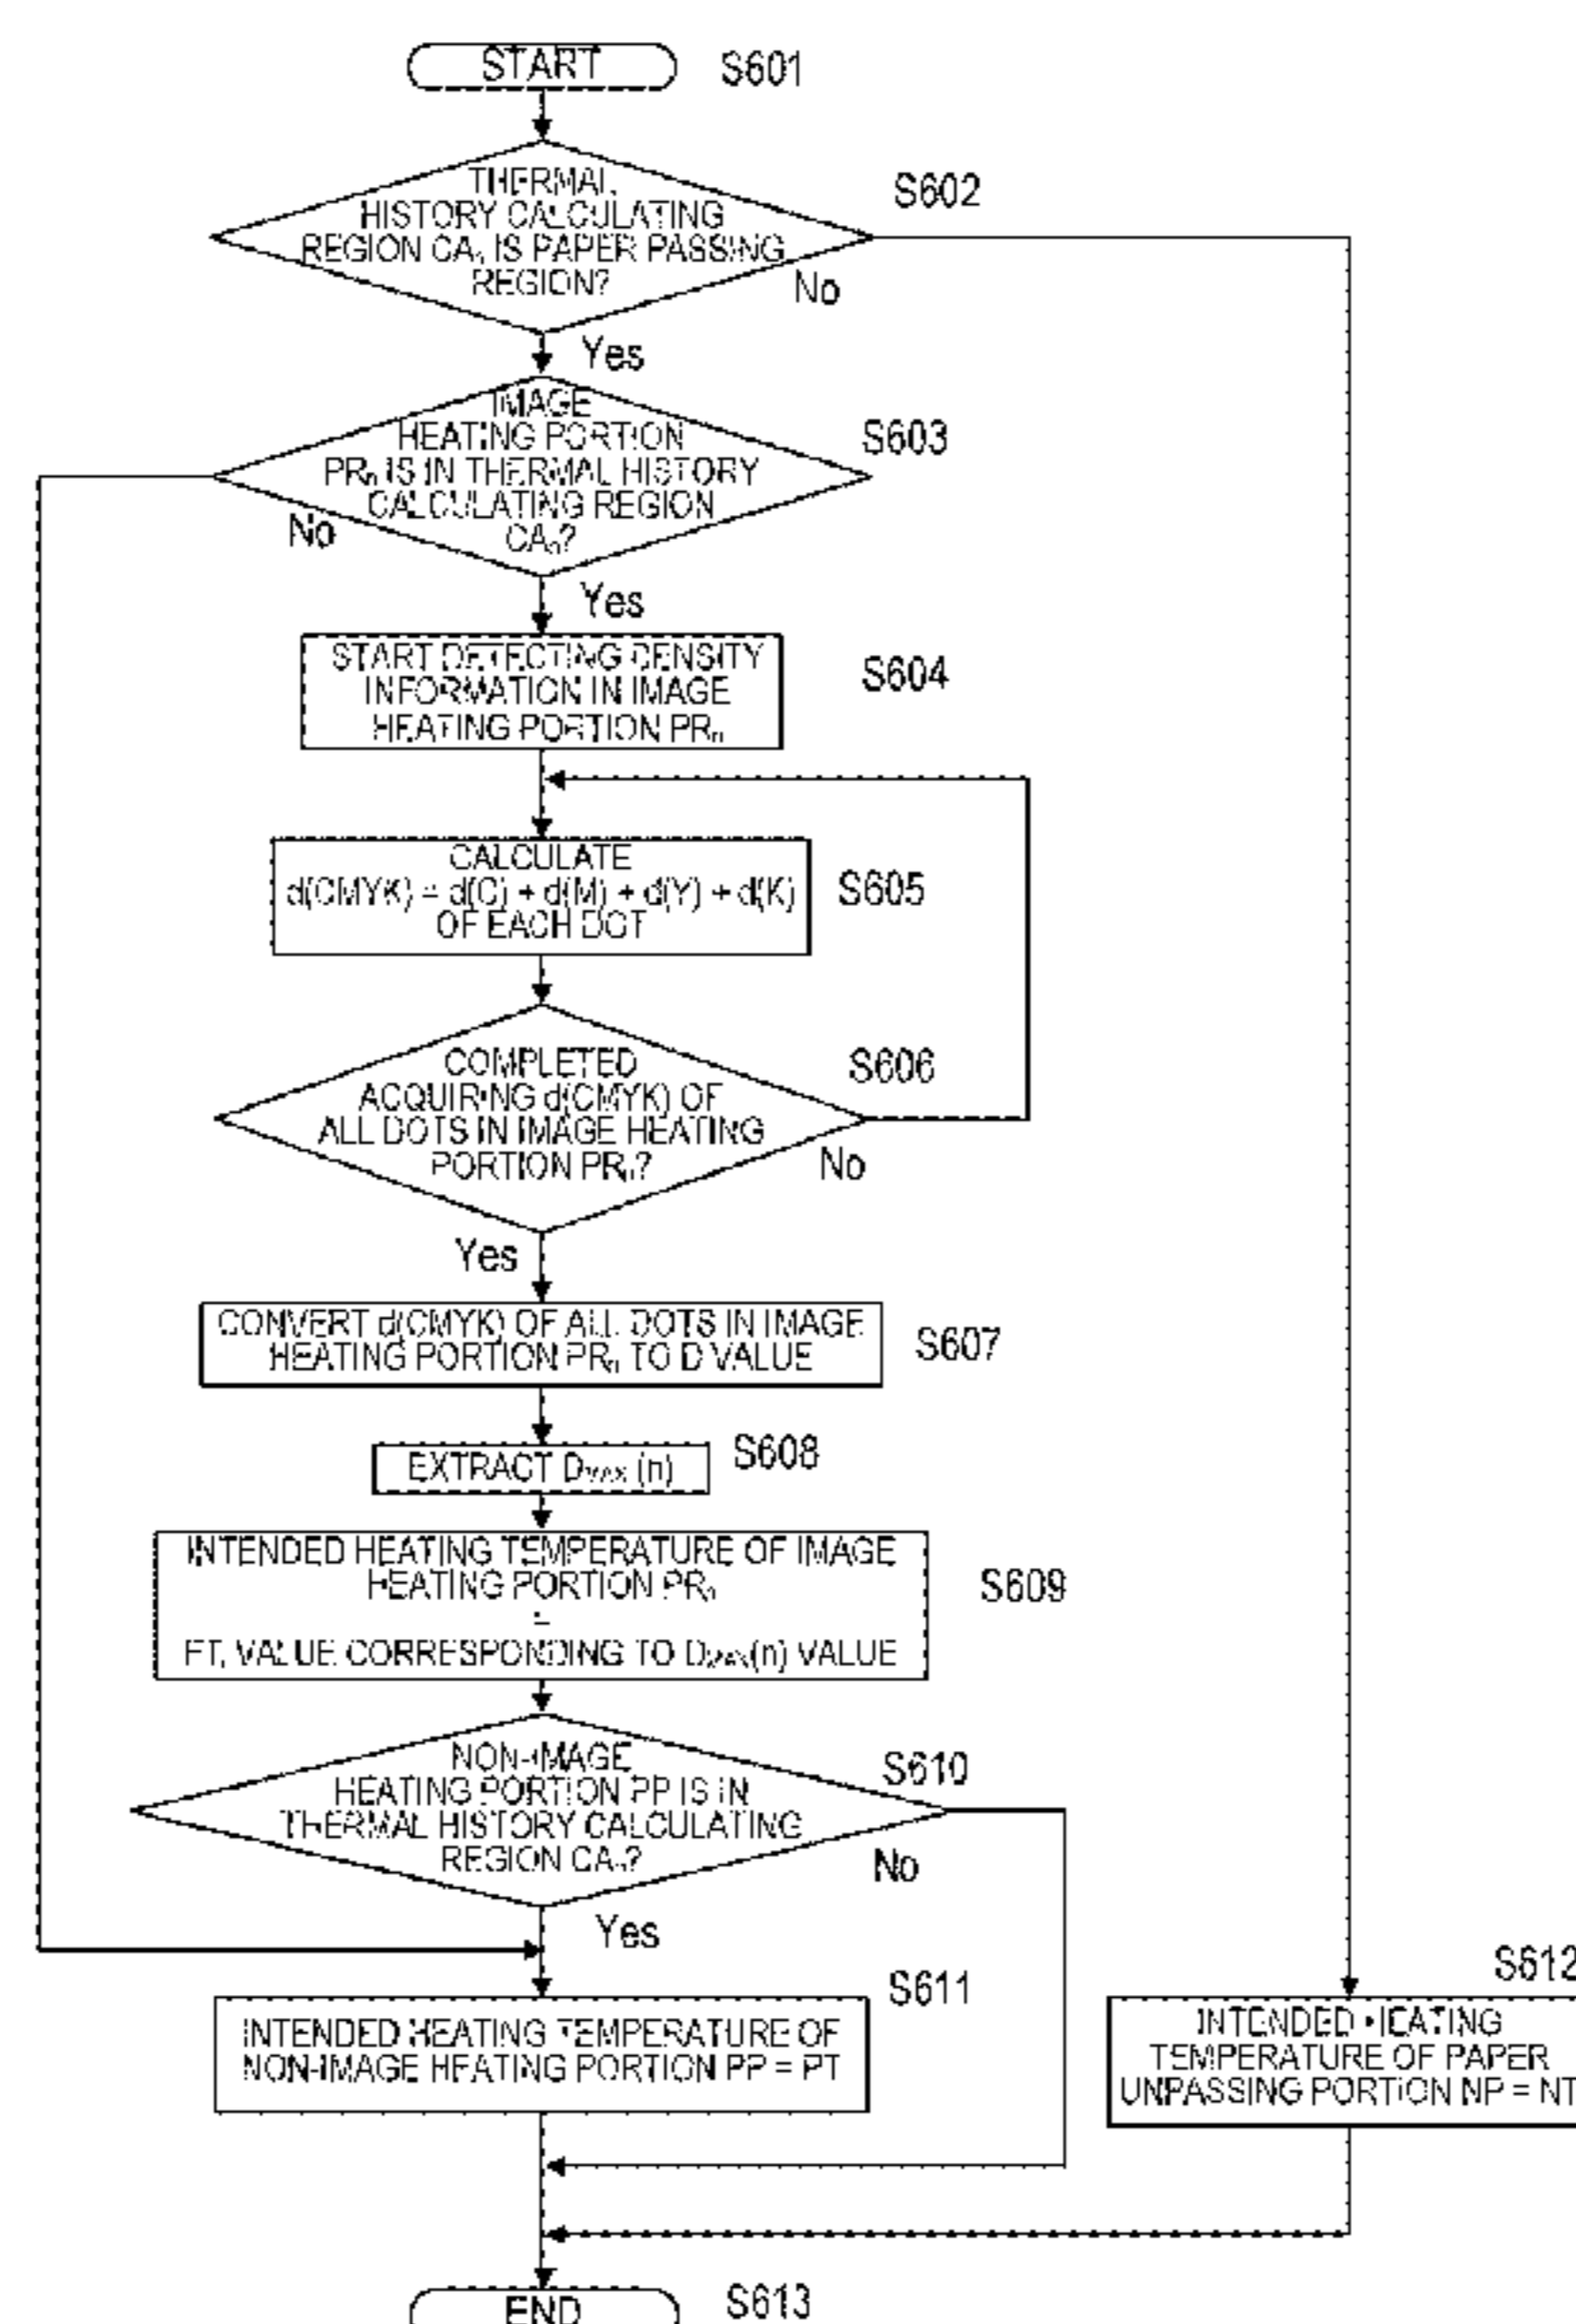 START
S601
THERMAL
HISTORY CALCULATING
REGION CAn IS PAPER PASSING
REGION?
S602
No
Yes
IMAGE
HEATING PORTION
PRn IS IN THERMAL HISTORY
CALCULATING REGION
CAn?
S603
No
Yes
START DETECTING DENSITY
INFORMATION IN IMAGE
HEATING PORTION PRn
S604
CALCULATE
d(CMYK) = d(C) + d(M) + d(Y) + d(K)
OF EACH DOT
S605
COMPLETED
ACQUIRING d(CMYK) OF
ALL DOTS IN IMAGE HEATING
PORTION PRn?
S606
No
Yes
CONVERT d(CMYK) OF ALL DOTS IN IMAGE
HEATING PORTION PRn TO D VALUE
S607
EXTRACT DMAX (n)
S608
INTENDED HEATING TEMPERATURE OF IMAGE
HEATING PORTION PRn
=
VALUE CORRESPONDING TO DMAX(n) VALUE
S609
NON-IMAGE
HEATING PORTION PP IS IN
THERMAL HISTORY CALCULATING
REGION CAn?
S610
No
Yes
INTENDED HEATING TEMPERATURE OF
NON-IMAGE HEATING PORTION PP = PT
S611
S612
INTENDED HEATING
TEMPERATURE OF PAPER
UNPASSING PORTION NP = NT
END
S613